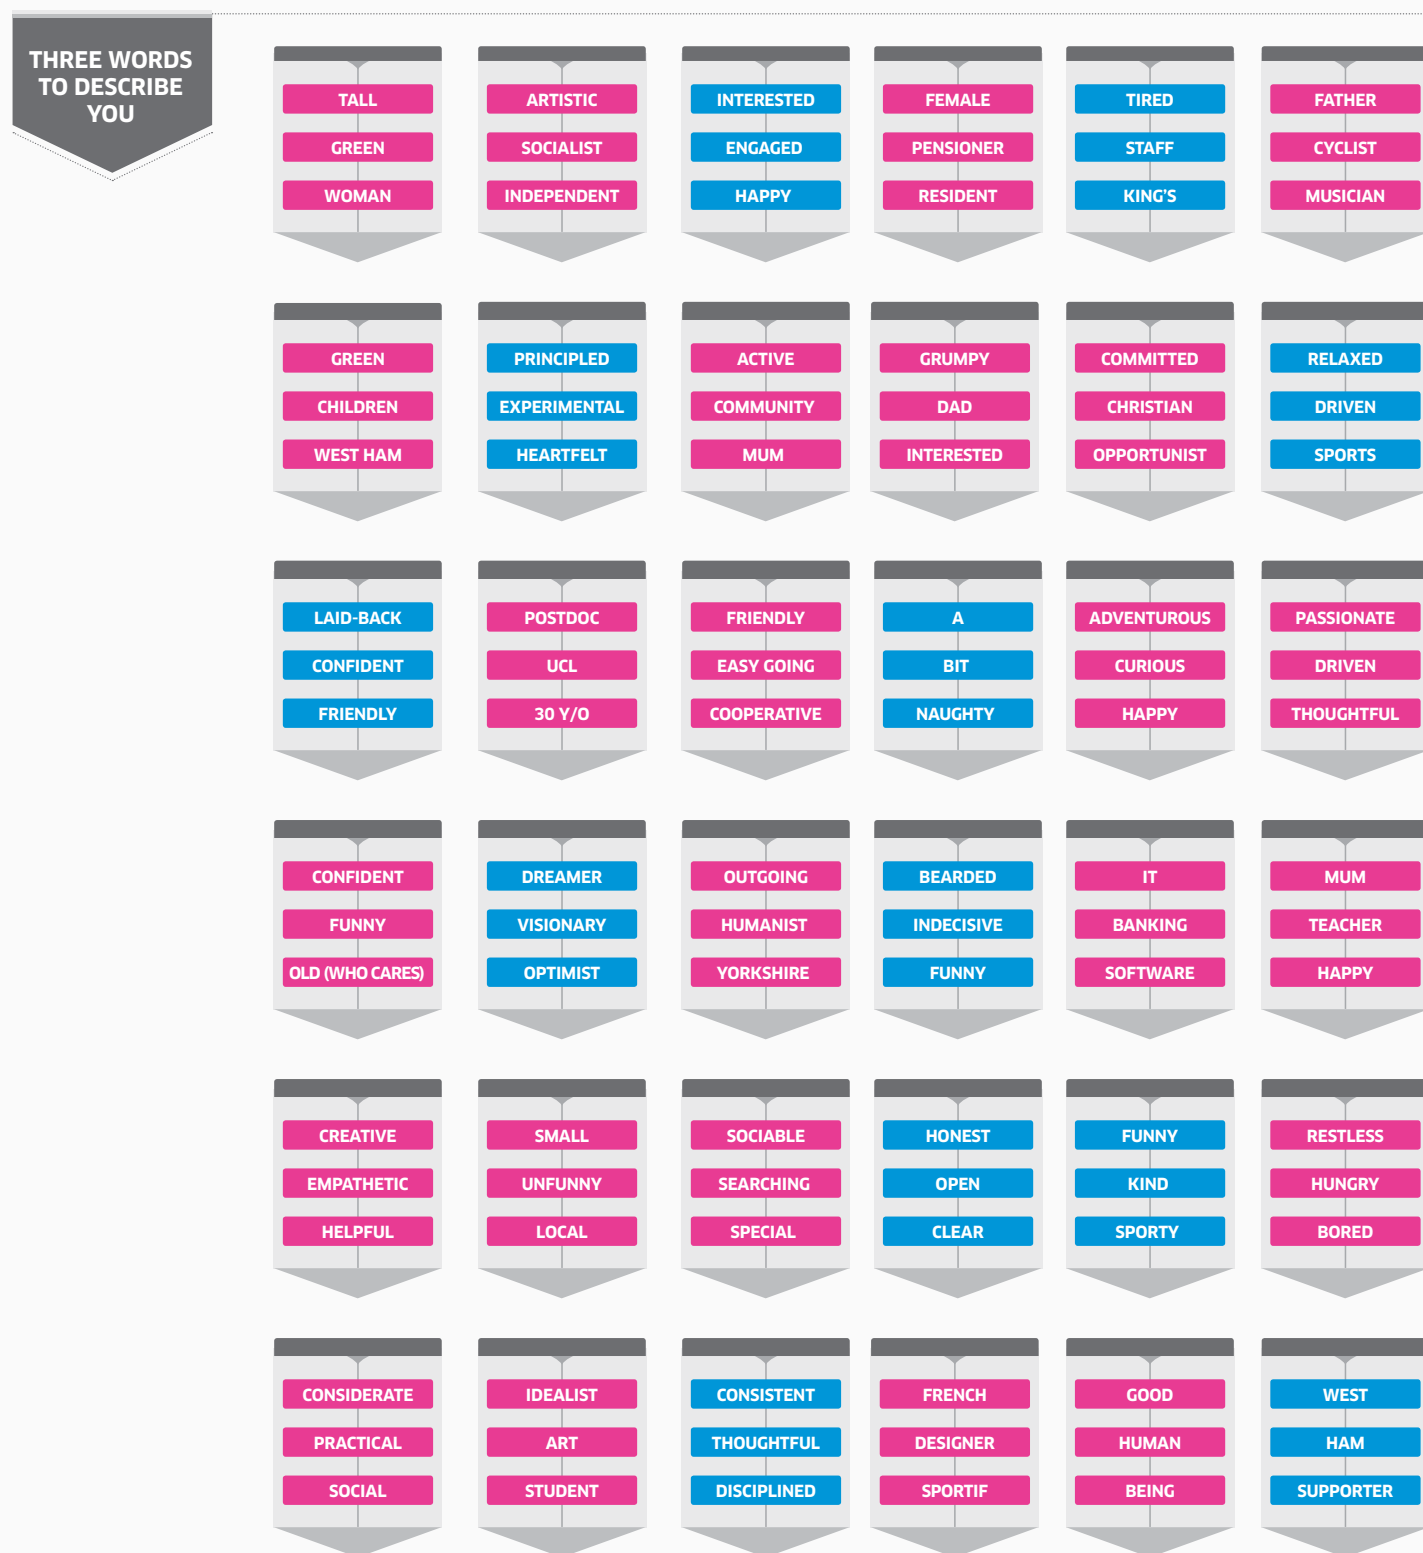 THREE WORDS
TO DESCRIBE
YOU
TALL
GREEN
WOMAN
ARTISTIC
SOCIALIST
INDEPENDENT
INTERESTED
ENGAGED
HAPPY
FEMALE
PENSIONER
RESIDENT
TIRED
STAFF
KING'S
FATHER
CYCLIST
MUSICIAN
GREEN
CHILDREN
WEST HAM
PRINCIPLED
EXPERIMENTAL
HEARTFELT
ACTIVE
COMMUNITY
MUM
GRUMPY
DAD
INTERESTED
COMMITTED
CHRISTIAN
OPPORTUNIST
RELAXED
DRIVEN
SPORTS
LAID-BACK
CONFIDENT
FRIENDLY
POSTDOC
UCL
30 Y/O
FRIENDLY
EASY GOING
COOPERATIVE
A
BIT
NAUGHTY
ADVENTUROUS
CURIOUS
HAPPY
PASSIONATE
DRIVEN
THOUGHTFUL
CONFIDENT
FUNNY
OLD (WHO CARES)
DREAMER
VISIONARY
OPTIMIST
OUTGOING
HUMANIST
YORKSHIRE
BEARDED
INDECISIVE
FUNNY
IT
BANKING
SOFTWARE
MUM
TEACHER
HAPPY
CREATIVE
EMPATHETIC
HELPFUL
SMALL
UNFUNNY
LOCAL
SOCIABLE
SEARCHING
SPECIAL
HONEST
OPEN
CLEAR
FUNNY
KIND
SPORTY
RESTLESS
HUNGRY
BORED
CONSIDERATE
PRACTICAL
SOCIAL
IDEALIST
ART
STUDENT
CONSISTENT
THOUGHTFUL
DISCIPLINED
FRENCH
DESIGNER
SPORTIF
GOOD
HUMAN
BEING
WEST
HAM
SUPPORTER